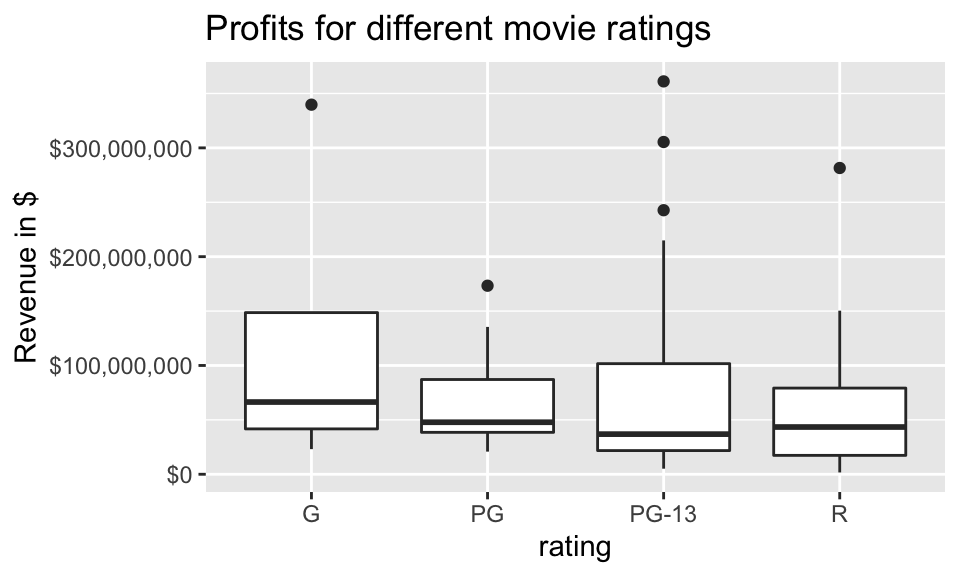 Profits for different movie ratings
Revenue in $
$300,000,000
$200,000,000
$100,000,000
$0
G PG PG-13 R
rating